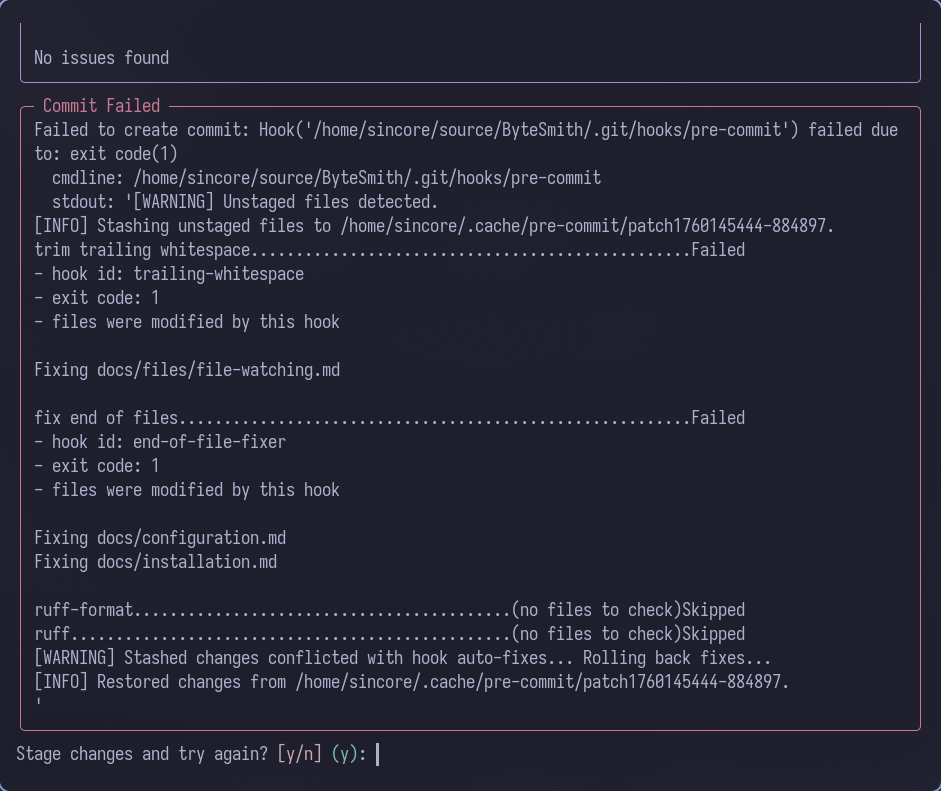 No issues found
Commit Failed
Failed to create commit: Hook('/home/sincore/source/ByteSmith/.git/hooks/pre-commit') failed due
to: exit code(1)
  cmdline: /home/sincore/source/ByteSmith/.git/hooks/pre-commit
  stdout: '[WARNING] Unstaged files detected.
[INFO] Stashing unstaged files to /home/sincore/.cache/pre-commit/patch1760145444-884897.
trim trailing whitespace.................................................Failed
- hook id: trailing-whitespace
- exit code: 1
- files were modified by this hook

Fixing docs/files/file-watching.md

fix end of files.........................................................Failed
- hook id: end-of-file-fixer
- exit code: 1
- files were modified by this hook

Fixing docs/configuration.md
Fixing docs/installation.md

ruff-format..........................................(no files to check)Skipped
ruff.................................................(no files to check)Skipped
[WARNING] Stashed changes conflicted with hook auto-fixes... Rolling back fixes...
[INFO] Restored changes from /home/sincore/.cache/pre-commit/patch1760145444-884897.
'
Stage changes and try again? [y/n] (y):